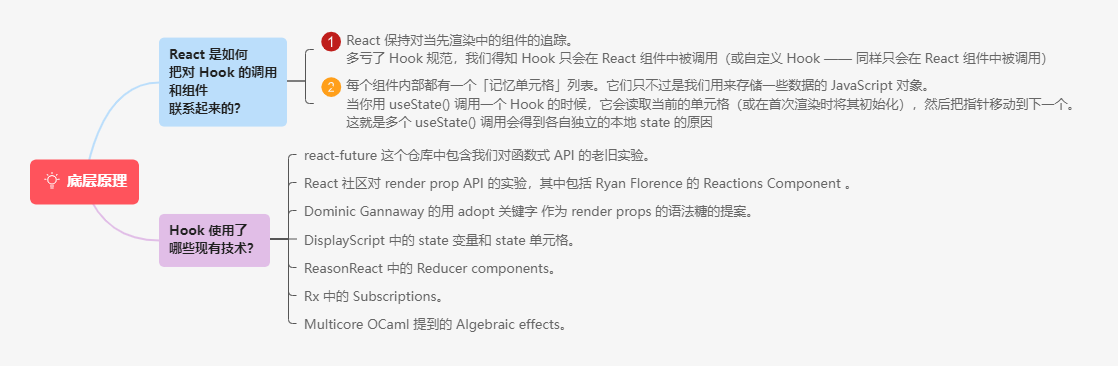 底层原理
React 是如何
把对 Hook 的调用
和组件
联系起来的？
1 React 保持对当先渲染中的组件的追踪。
多亏了 Hook 规范，我们得知 Hook 只会在 React 组件中被调用（或自定义 Hook —— 同样只会在 React 组件中被调用）
2 每个组件内部都有一个「记忆单元格」列表。它们只不过是我们用来存储一些数据的 JavaScript 对象。
当你用 useState() 调用一个 Hook 的时候，它会读取当前的单元格（或在首次渲染时将其初始化），然后把指针移动到下一个。
这就是多个 useState() 调用会得到各自独立的本地 state 的原因
Hook 使用了
哪些现有技术？
react-future 这个仓库中包含我们对函数式 API 的老旧实验。
React 社区对 render prop API 的实验，其中包括 Ryan Florence 的 Reactions Component 。
Dominic Gannaway 的用 adopt 关键字 作为 render props 的语法糖的提案。
DisplayScript 中的 state 变量和 state 单元格。
ReasonReact 中的 Reducer components。
Rx 中的 Subscriptions。
Multicore OCaml 提到的 Algebraic effects。